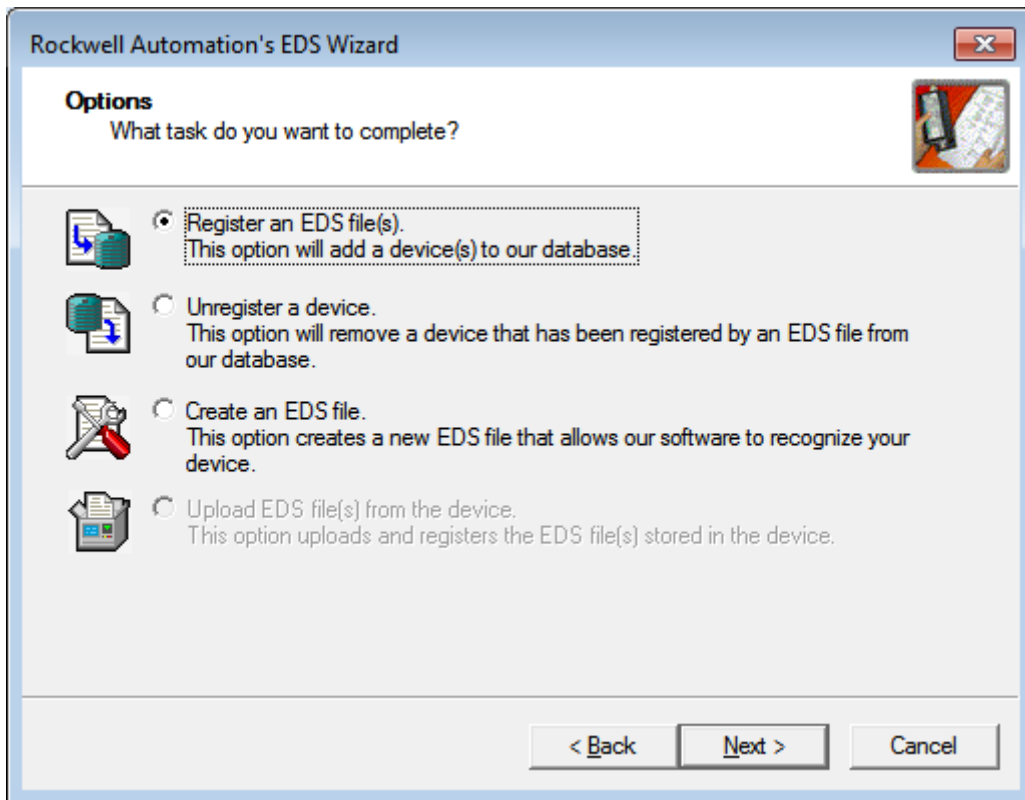 Rockwell Automation's EDS Wizard
Options
What task do you want to complete?
Register an EDS file(s).
This option will add a device(s) to our database.
Unregister a device.
This option will remove a device that has been registered by an EDS file from
our database.
Create an EDS file.
This option creates a new EDS file that allows our software to recognize your
device.
Upload EDS file(s) from the device.
This option uploads and registers the EDS file(s) stored in the device.
< Back
Next >
Cancel